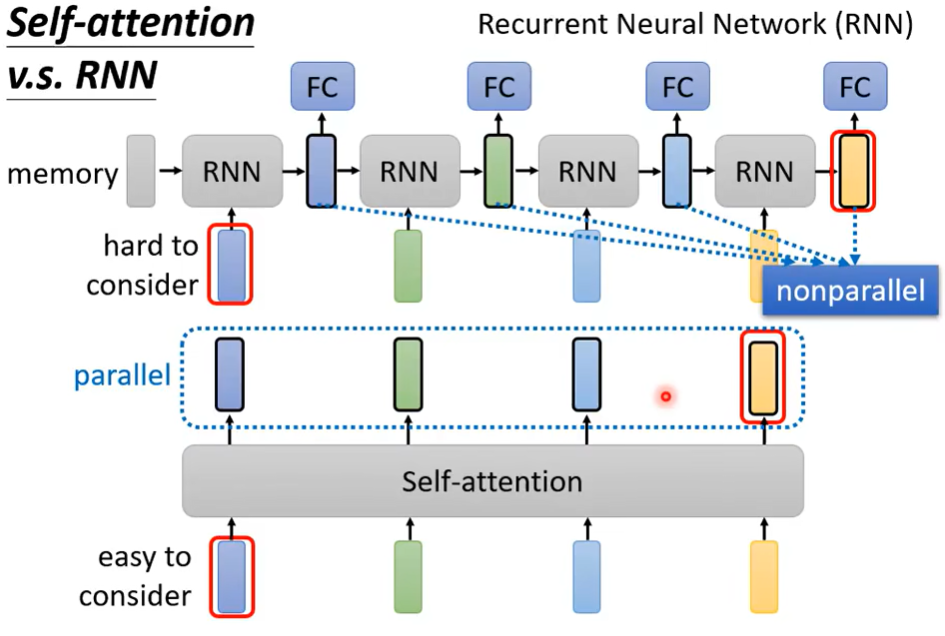 Self-attention
v.s. RNN
Recurrent Neural Network (RNN)
FC
FC
FC
FC
memory
RNN
RNN
RNN
RNN
hard to
consider
nonparallel
parallel
Self-attention
easy to
consider